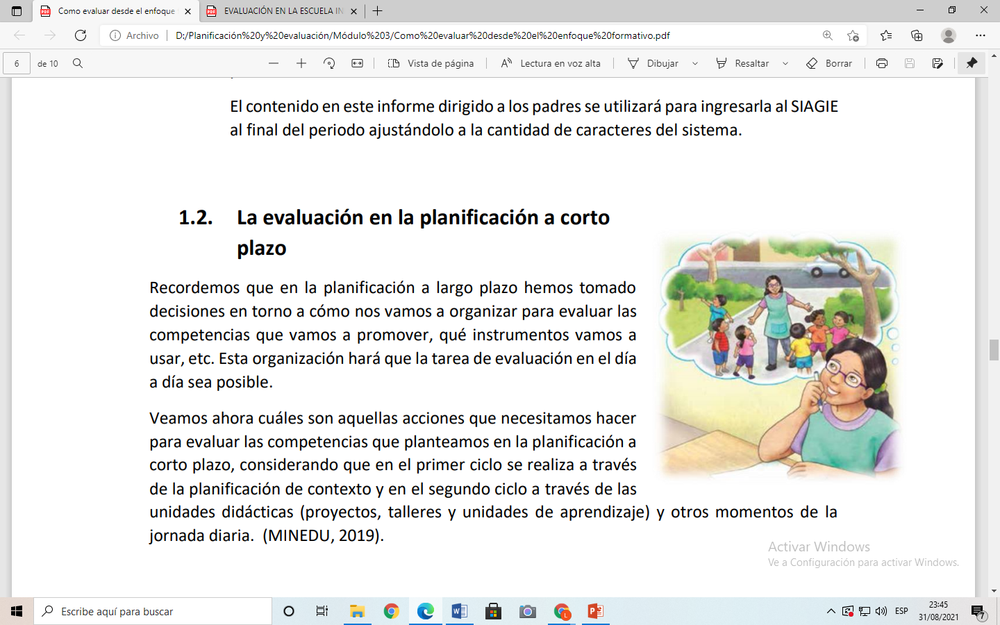 Como evaluar desde el enfoque
EVALUACIÓN EN LA ESCUELA IN
Archivo
D:/Planificación%20y%20evaluación/Módulo%203/Como%20evaluar%20desde%20el%20enfoque%20formativo.pdf
6 de 10
Vista de página
Lectura en voz alta
Dibujar
Resaltar
Borrar
El contenido en este informe dirigido a los padres se utilizará para ingresarla al SIAGIE
al final del periodo ajustándolo a la cantidad de caracteres del sistema.
1.2. La evaluación en la planificación a corto
plazo
Recordemos que en la planificación a largo plazo hemos tomado
decisiones en torno a cómo nos vamos a organizar para evaluar las
competencias que vamos a promover, qué instrumentos vamos a
usar, etc. Esta organización hará que la tarea de evaluación en el día
a día sea posible.
Veamos ahora cuáles son aquellas acciones que necesitamos hacer
para evaluar las competencias que planteamos en la planificación a
corto plazo, considerando que en el primer ciclo se realiza a través
de la planificación de contexto y en el segundo ciclo a través de las
unidades didácticas (proyectos, talleres y unidades de aprendizaje) y otros momentos de la
jornada diaria. (MINEDU, 2019).
Activar Windows
Ve a Configuración para activar Windows.
Escribe aquí para buscar
ESP
23:45
31/08/2021
7